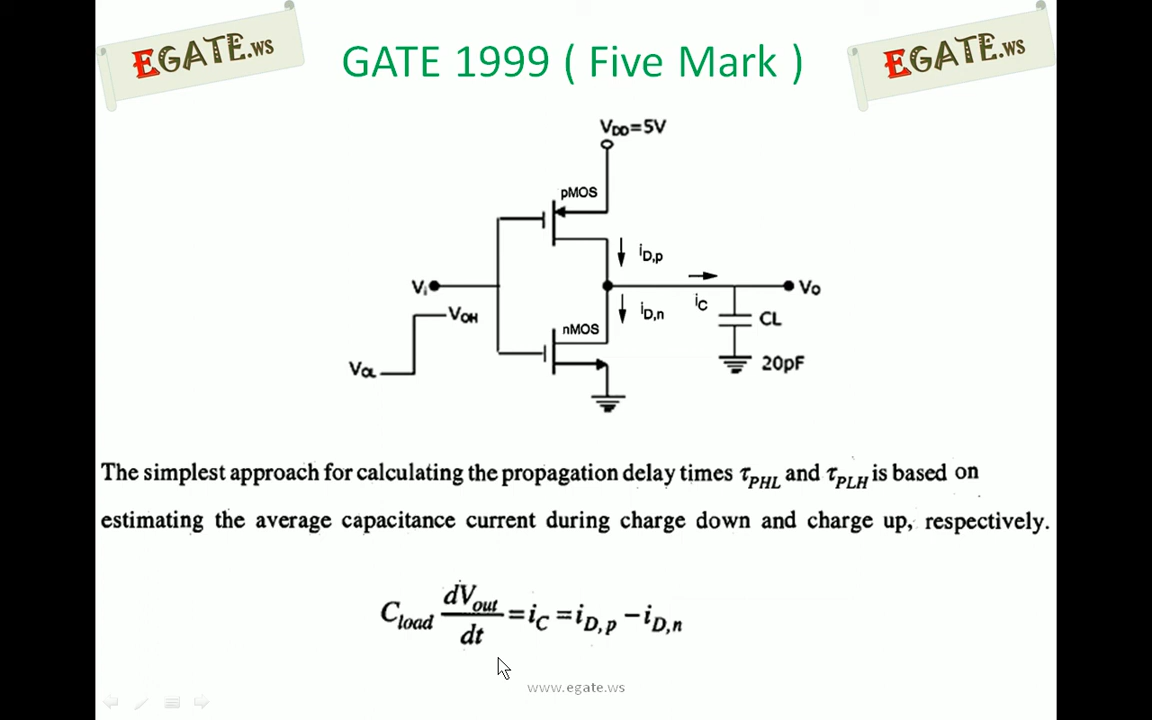 EGATE.ws
GATE 1999 ( Five Mark )
EGATE.ws
VDD=5V
pMOS
iD,p
Vi
Vo
iC
VOH
iD,n
CL
nMOS
VOL
20pF
The simplest approach for calculating the propagation delay times τPHL and τPLH is based on
estimating the average capacitance current during charge down and charge up, respectively.
Cload dVout/dt = iC = iD,p − iD,n
www.egate.ws